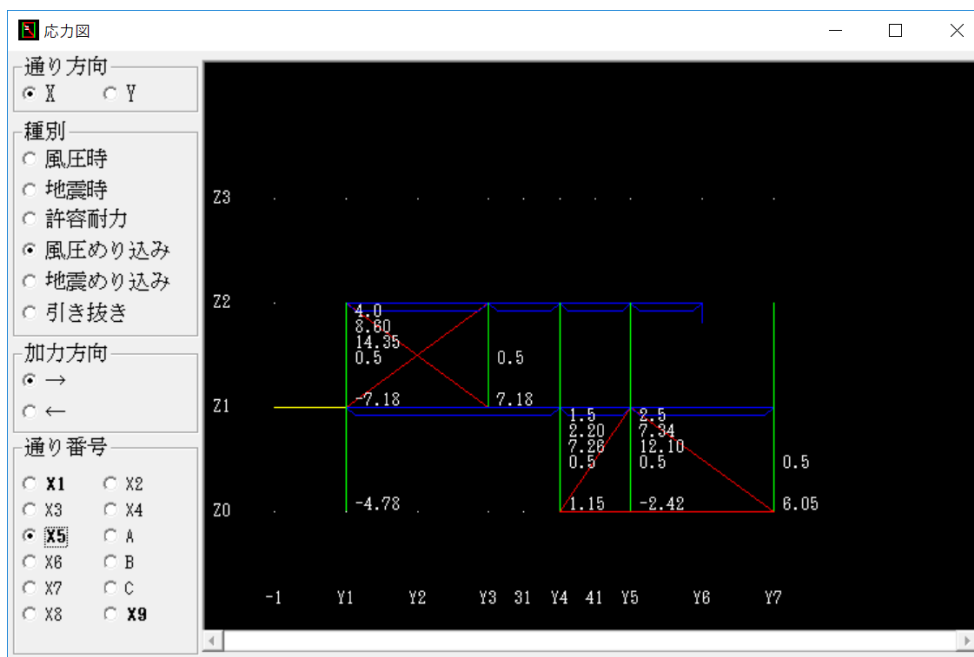 応力図
通り方向
X Y
種別
風圧時
地震時
許容耐力
風圧めり込み
地震めり込み
引き抜き
加力方向
→
←
通り番号
X1 X2
X3 X4
X5 A
X6 B
X7 C
X8 X9
Z3
Z2
4.0
8.60
14.35
0.5 0.5
-7.18 7.18
Z1
1.5 2.5
2.20 7.34
7.26 12.10
0.5 0.5 0.5
Z0 -4.78 1.15 -2.42 6.05
-1 Y1 Y2 Y3 31 Y4 41 Y5 Y6 Y7